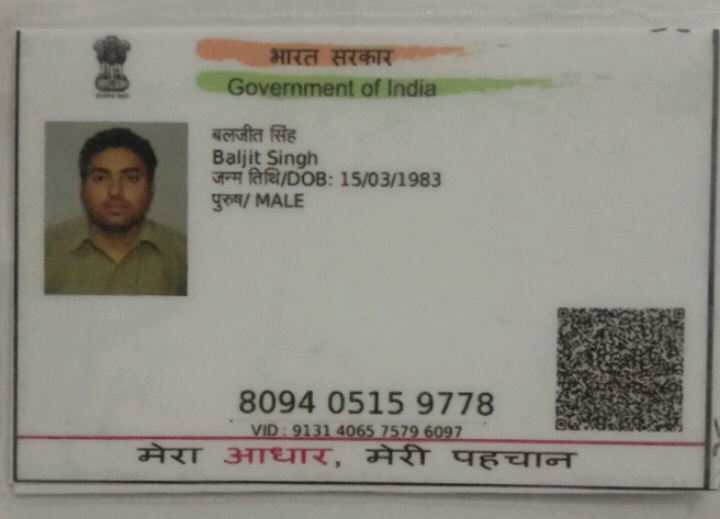 भारत सरकार
Government of India
बलजीत सिंह
Baljit Singh
जन्म तिथि/DOB: 15/03/1983
पुरुष/ MALE
8094 0515 9778
VID : 9131 4065 7579 6097
मेरा आधार, मेरी पहचान